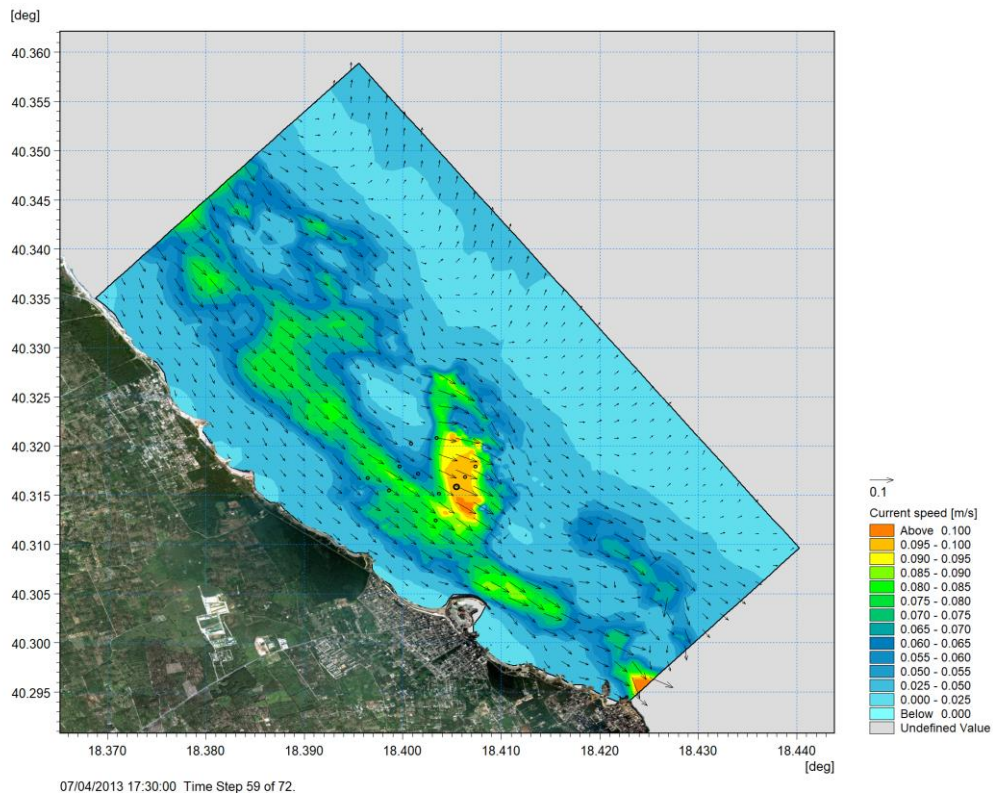 [deg]
40.360
40.355
40.350
40.345
40.340
40.335
40.330
40.325
40.320
40.315
40.310
40.305
40.300
40.295
18.370 18.380 18.390 18.400 18.410 18.420 18.430 18.440
[deg]
07/04/2013 17:30:00 Time Step 59 of 72.
0.1
Current speed [m/s]
Above 0.100
0.095 - 0.100
0.090 - 0.095
0.085 - 0.090
0.080 - 0.085
0.075 - 0.080
0.070 - 0.075
0.065 - 0.070
0.060 - 0.065
0.055 - 0.060
0.050 - 0.055
0.025 - 0.050
0.000 - 0.025
Below 0.000
Undefined Value